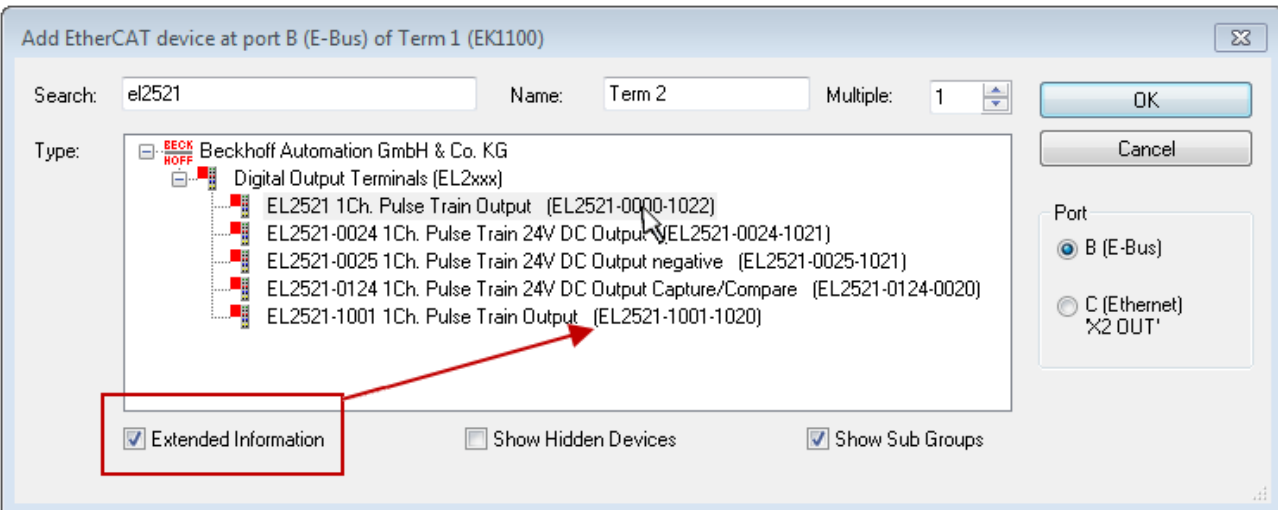 Add EtherCAT device at port B (E-Bus) of Term 1 (EK1100)
Search: el2521 Name: Term 2 Multiple: 1 OK
Type: BECKHOFF Beckhoff Automation GmbH & Co. KG Cancel
Digital Output Terminals (EL2xxx)
EL2521 1Ch. Pulse Train Output (EL2521-0000-1022)
EL2521-0024 1Ch. Pulse Train 24V DC Output (EL2521-0024-1021)
EL2521-0025 1Ch. Pulse Train 24V DC Output negative (EL2521-0025-1021)
EL2521-0124 1Ch. Pulse Train 24V DC Output Capture/Compare (EL2521-0124-0020)
EL2521-1001 1Ch. Pulse Train Output (EL2521-1001-1020)
Port
B (E-Bus)
C (Ethernet)
'X2 OUT'
Extended Information Show Hidden Devices Show Sub Groups